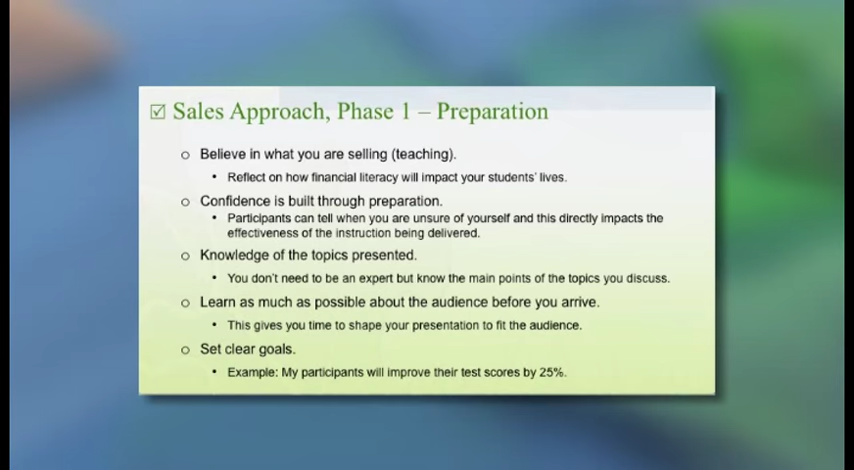 ☑ Sales Approach, Phase 1 – Preparation
o Believe in what you are selling (teaching).
• Reflect on how financial literacy will impact your students' lives.
o Confidence is built through preparation.
• Participants can tell when you are unsure of yourself and this directly impacts the
effectiveness of the instruction being delivered.
o Knowledge of the topics presented.
• You don't need to be an expert but know the main points of the topics you discuss.
o Learn as much as possible about the audience before you arrive.
• This gives you time to shape your presentation to fit the audience.
o Set clear goals.
• Example: My participants will improve their test scores by 25%.